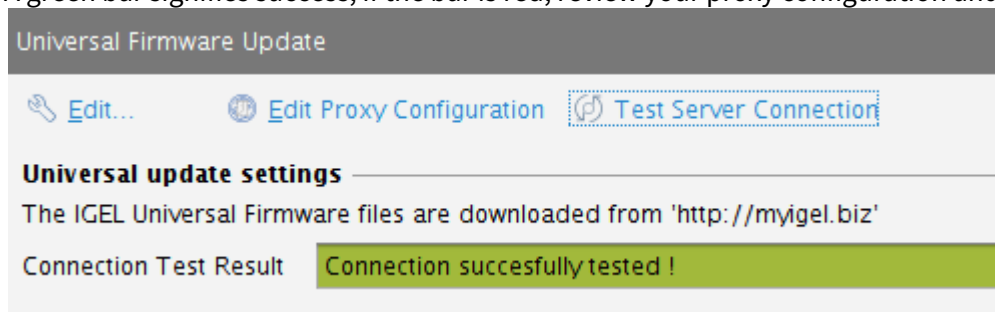 A green bar signifies success; if the bar is red, review your proxy configuration and
Universal Firmware Update
Edit... Edit Proxy Configuration Test Server Connection
Universal update settings
The IGEL Universal Firmware files are downloaded from 'http://myigel.biz'
Connection Test Result Connection succesfully tested !